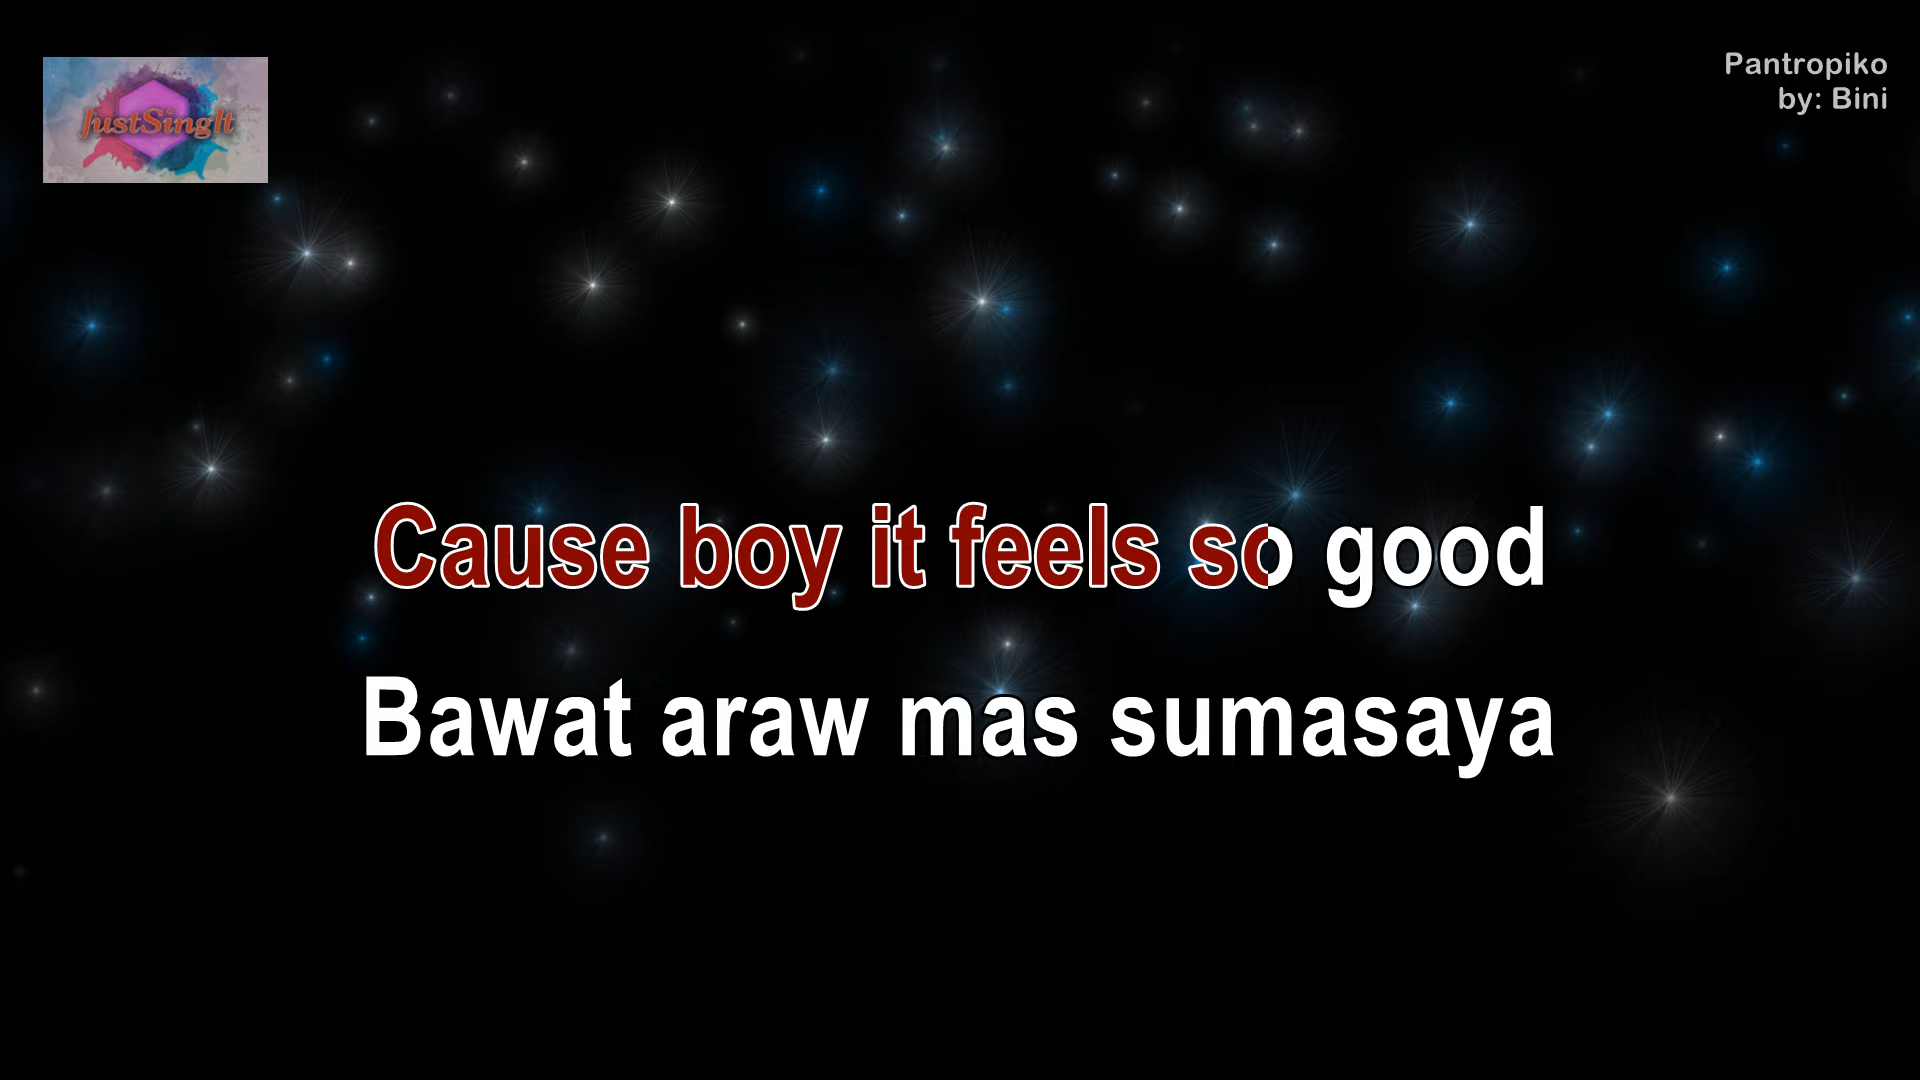 JustSingIt
Pantropiko
by: Bini
Cause boy it feels so good
Bawat araw mas sumasaya